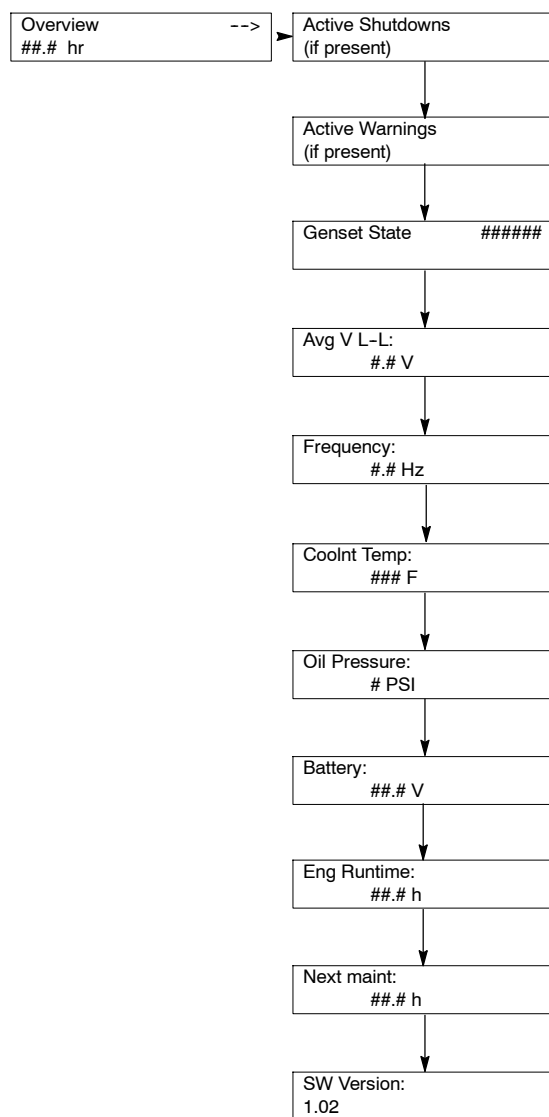 Overview -->
##.# hr
Active Shutdowns
(if present)
Active Warnings
(if present)
Genset State ######
Avg V L-L:
#.# V
Frequency:
#.# Hz
Coolnt Temp:
### F
Oil Pressure:
# PSI
Battery:
##.# V
Eng Runtime:
##.# h
Next maint:
##.# h
SW Version:
1.02